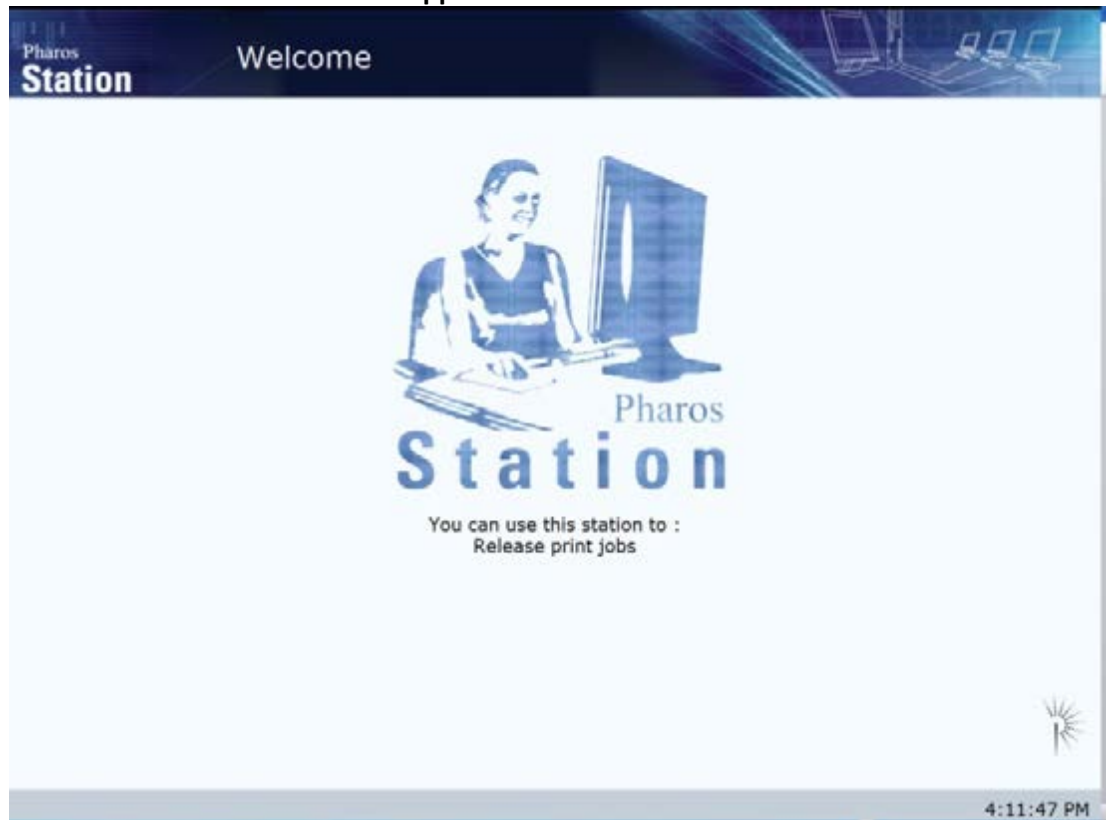 Pharos
Station
Welcome
Pharos
Station
You can use this station to :
Release print jobs
4:11:47 PM